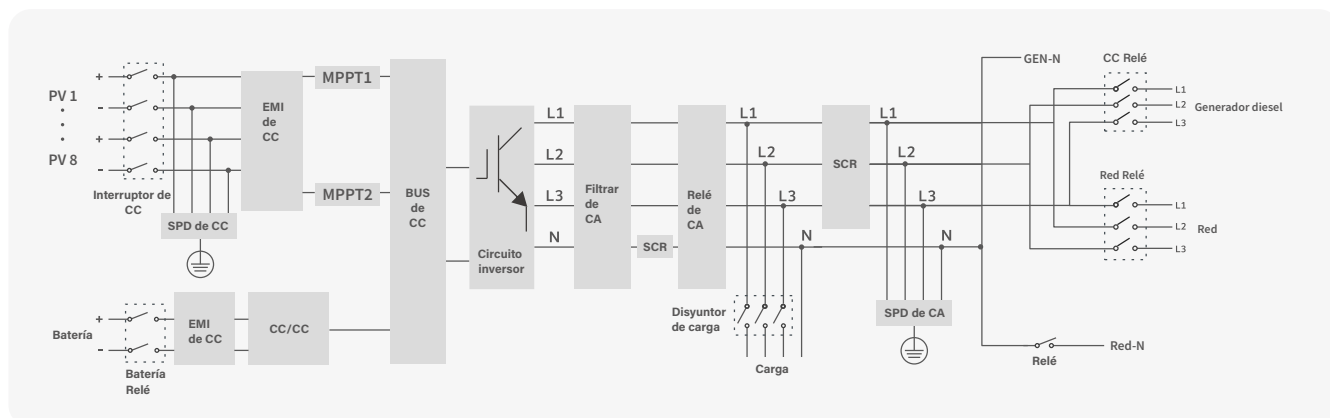 PV 1
PV 8
+
-
+
-
Interruptor de
CC
SPD de CC
EMI
de
CC
MPPT1
MPPT2
BUS
de
CC
Batería
+
-
Batería
Relé
EMI
de CC
CC/CC
Circuito
inversor
L1
L2
L3
N
Filtrar
de
CA
SCR
Relé
de
CA
L1
L2
L3
N
Disyuntor
de carga
Carga
SCR
L1
L2
L3
N
SPD de CA
GEN-N
CC Relé
L1
L2
L3
Generador diesel
Red Relé
L1
L2
L3
Red
Relé
Red-N